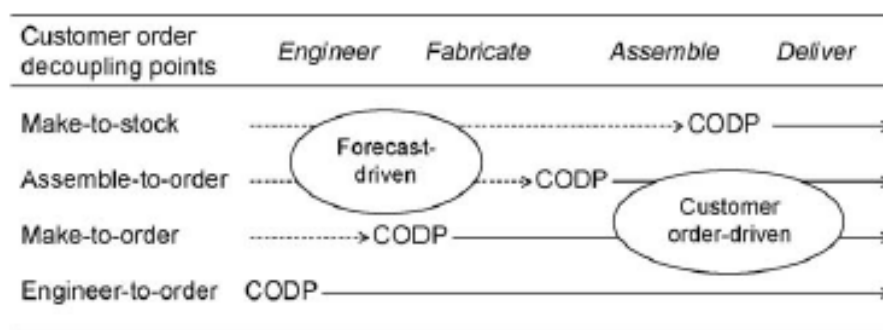 Customer order
decoupling points
Engineer Fabricate Assemble Deliver
Make-to-stock CODP
Forecast-
driven
Assemble-to-order CODP
Customer
order-driven
Make-to-order CODP
Engineer-to-order CODP